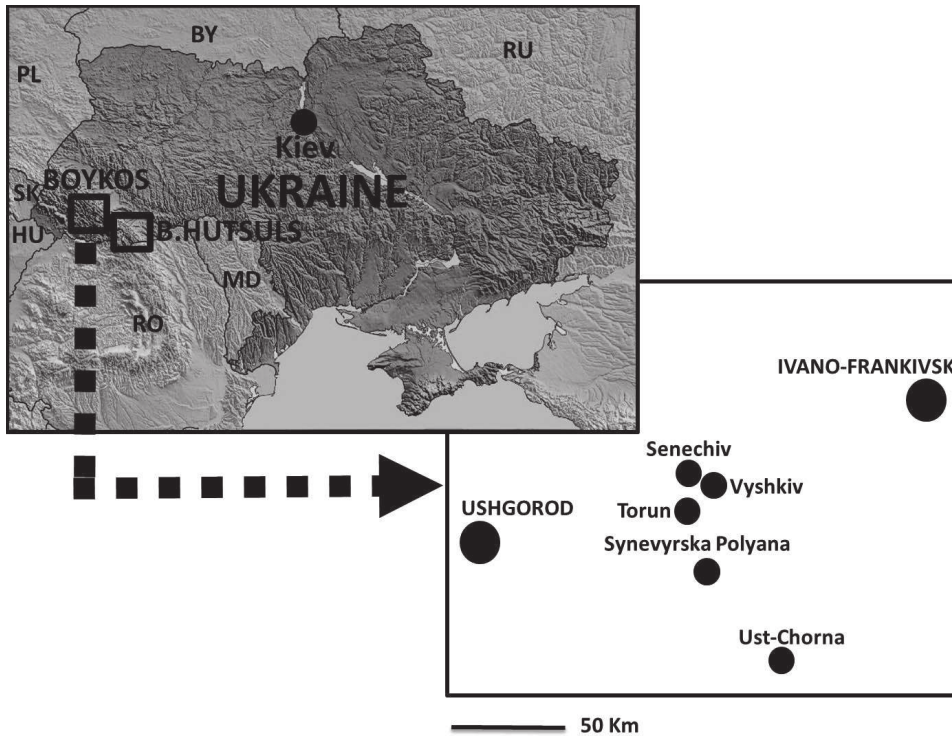 BY
RU
PL
Kiev
UKRAINE
SK
BOYKOS
HU
B.HUTSULS
MD
RO
IVANO-FRANKIVSK
Senechiv
Vyshkiv
USHGOROD
Torun
Synevyrska Polyana
Ust-Chorna
50 Km